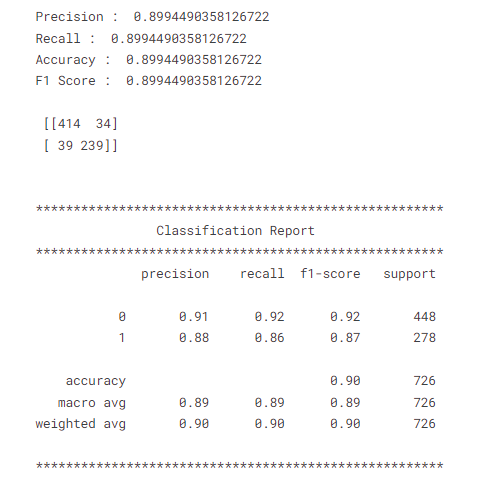 Precision :  0.8994490358126722
Recall :  0.8994490358126722
Accuracy :  0.8994490358126722
F1 Score :  0.8994490358126722
[[414  34]
[ 39 239]]
******************************************************
Classification Report
******************************************************
precision    recall  f1-score   support
0       0.91      0.92      0.92       448
1       0.88      0.86      0.87       278
accuracy                           0.90       726
macro avg       0.89      0.89      0.89       726
weighted avg       0.90      0.90      0.90       726
******************************************************